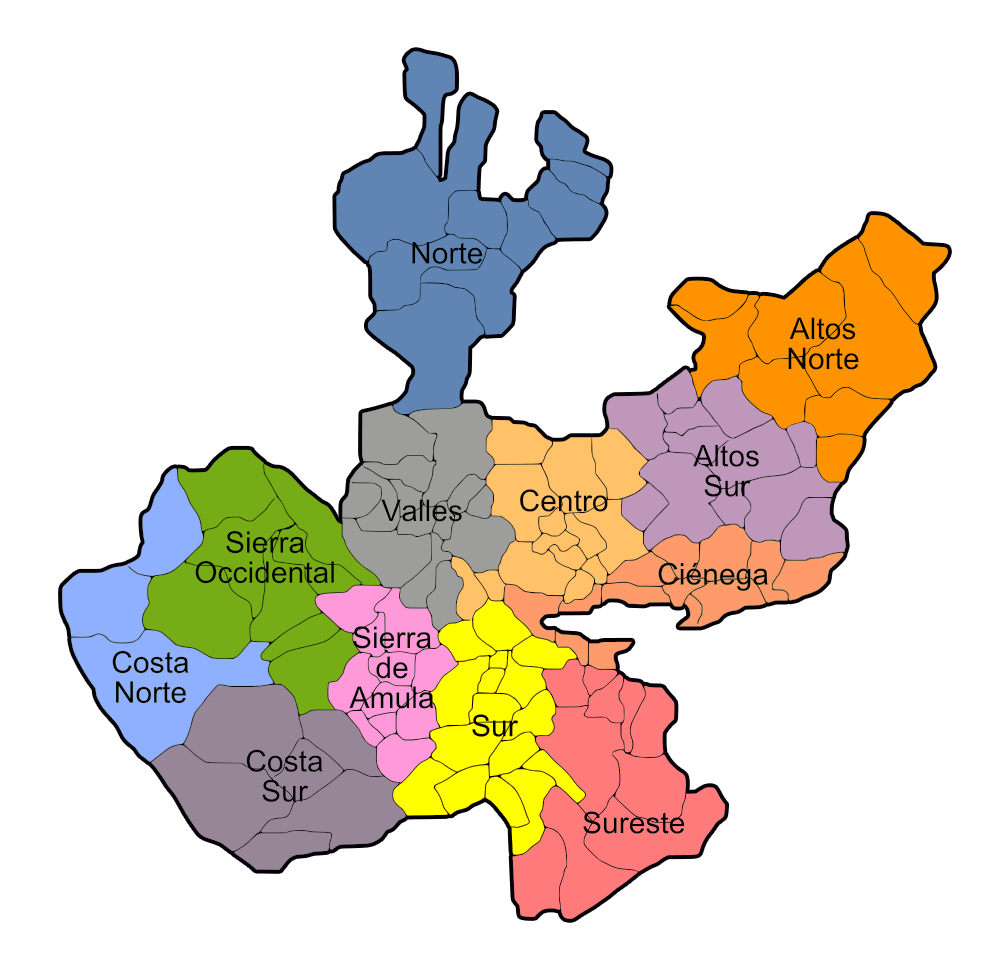 Norte
Altos
Norte
Altos
Sur
Centro
Valles
Sierra
Occidental
Ciénega
Sierra
de
Amula
Costa
Norte
Sur
Costa
Sur
Sureste